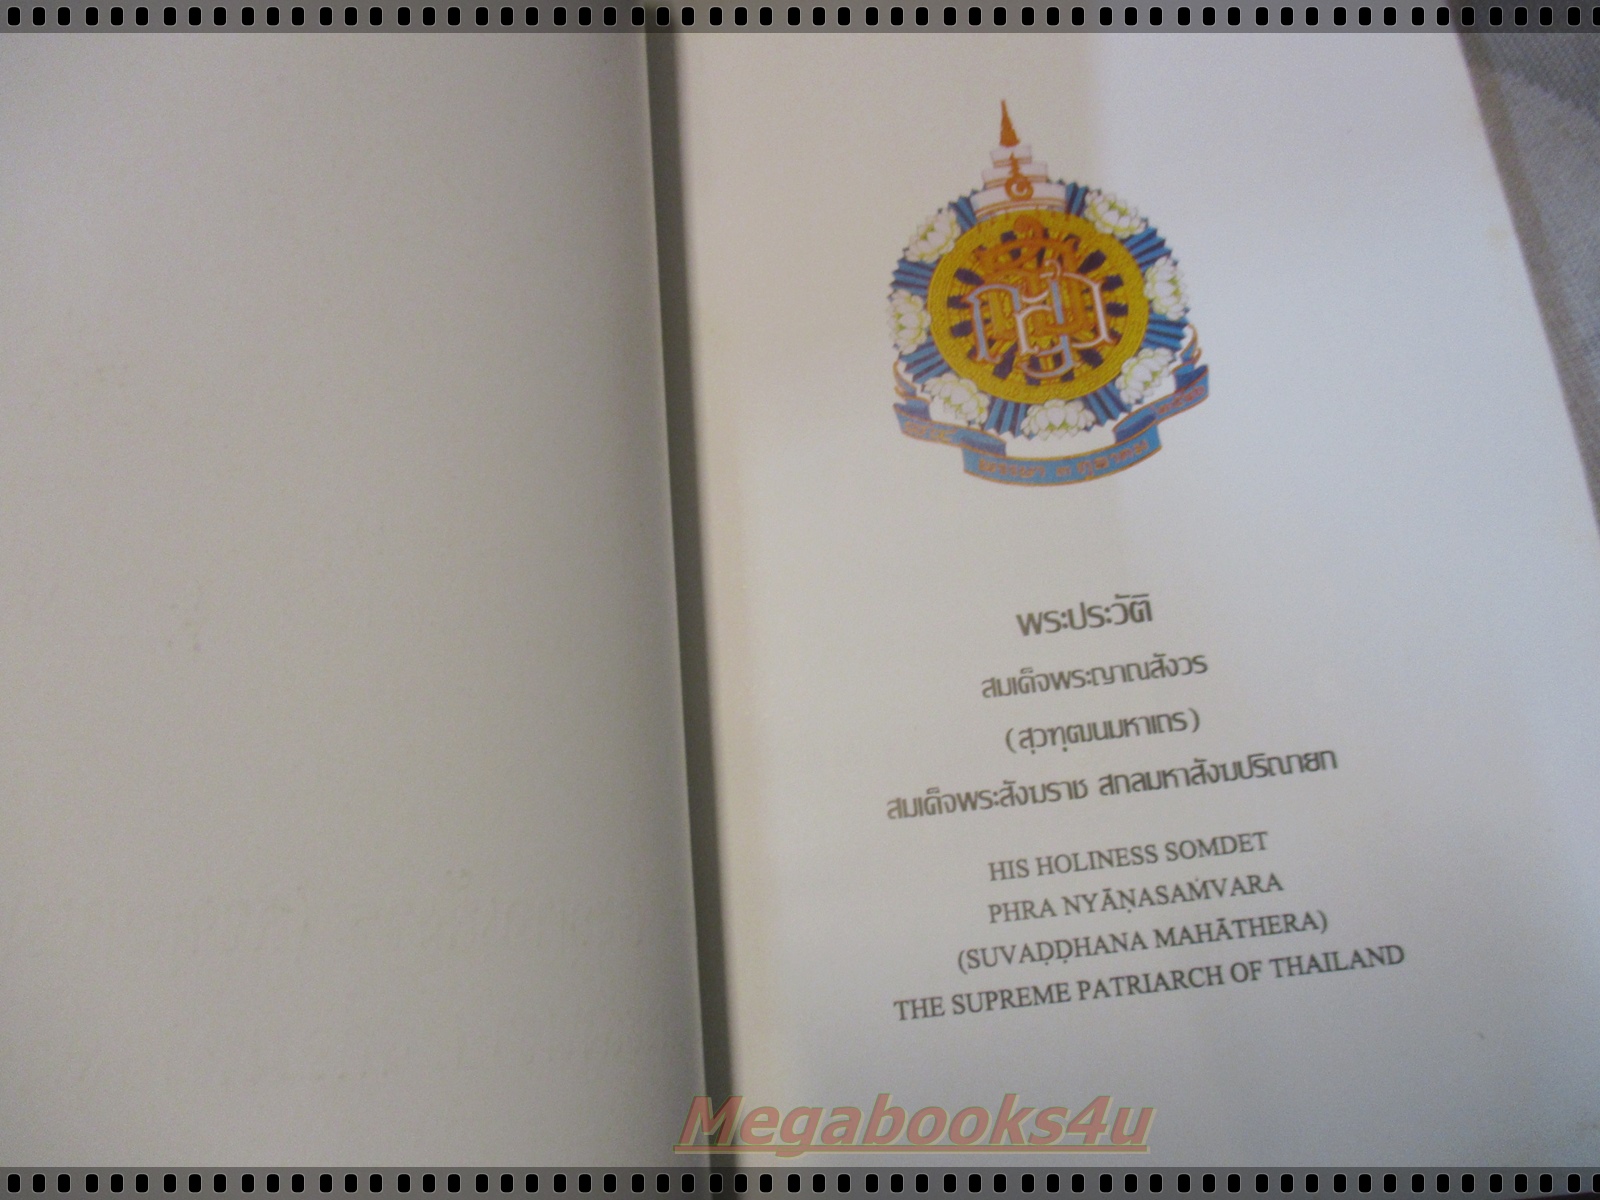 พระประวัติ
สมเด็จพระญาณสังวร
(สุวฑฺฒนมหาเถร)
สมเด็จพระสังฆราช สกลมหาสังฆปริณายก
HIS HOLINESS SOMDET
PHRA NYĀṆASAṀVARA
(SUVAḌḌHANA MAHĀTHERA)
THE SUPREME PATRIARCH OF THAILAND
Megabooks4u